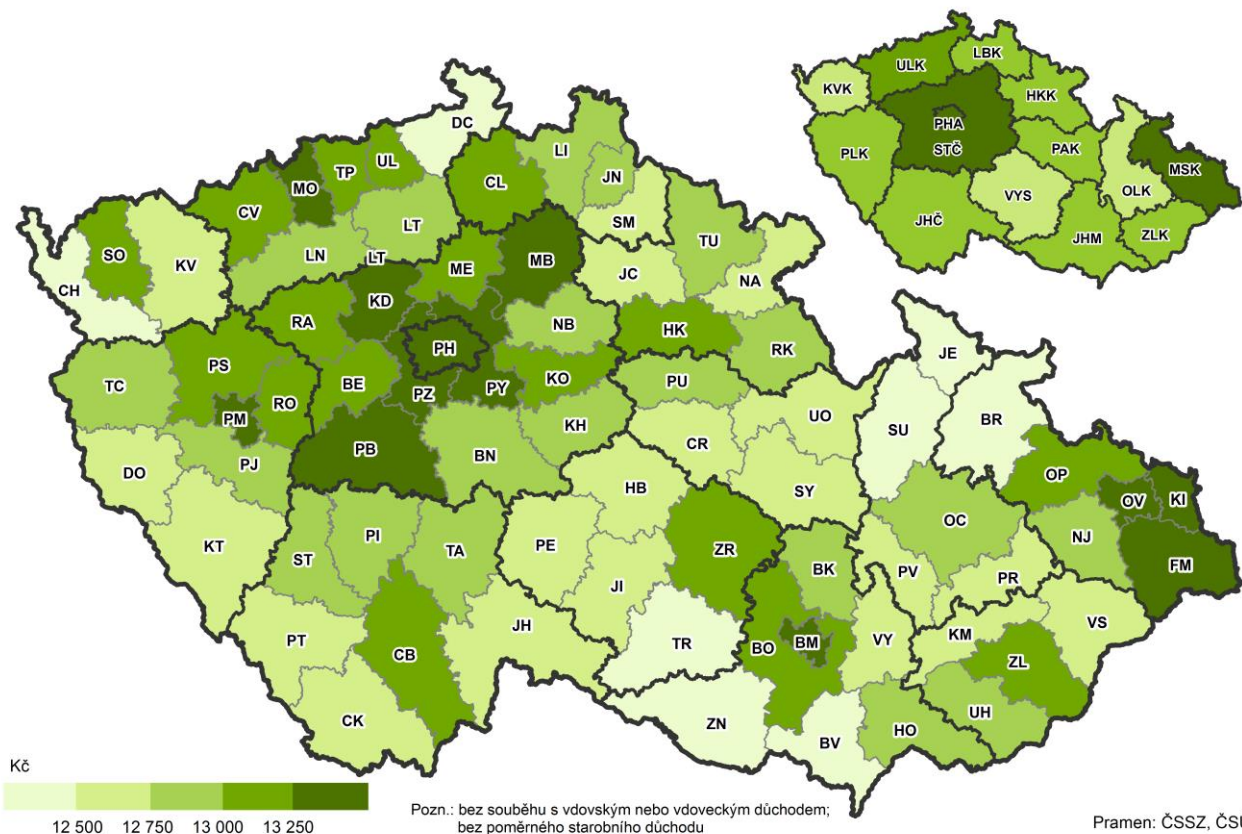 DC
LI
UL
TP
JN
CL
MO
CV
SM
LT
TU
LN
SO
KV
LT
ME
MB
JC
NA
CH
KD
RA
NB
HK
PH
RK
JE
PS
TC
BE
PZ
PY
KO
PU
RO
PM
UO
SU
BR
PB
BN
KH
CR
PJ
DO
OP
HB
SY
OV
KI
OC
KT
ST
PI
TA
PE
ZR
BK
NJ
FM
PV
PR
JI
JH
PT
CB
TR
BO
BM
VY
KM
VS
ZL
CK
UH
ZN
BV
HO
LBK
ULK
KVK
HKK
PHA
STČ
PLK
PAK
MSK
VYS
OLK
JHČ
JHM
ZLK
Kč
12 500 12 750 13 000 13 250
Pozn.: bez souběhu s vdovským nebo vdoveckým důchodem;
bez poměrného starobního důchodu
Pramen: ČSSZ, ČSÚ